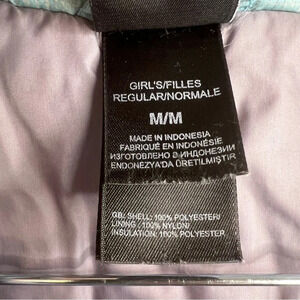 GIRL'S/FILLES
REGULAR/NORMALE
M/M
MADE IN INDONESIA
FABRIQUÉ EN INDONÉSIE
ИЗГОТОВЛЕНО В ИНДОНЕЗИИ
ENDONEZYA'DA ÜRETILMIŞTIR
GB: SHELL: 100% POLYESTER/
LINING : 100% NYLON/
INSULATION: 100% POLYESTER